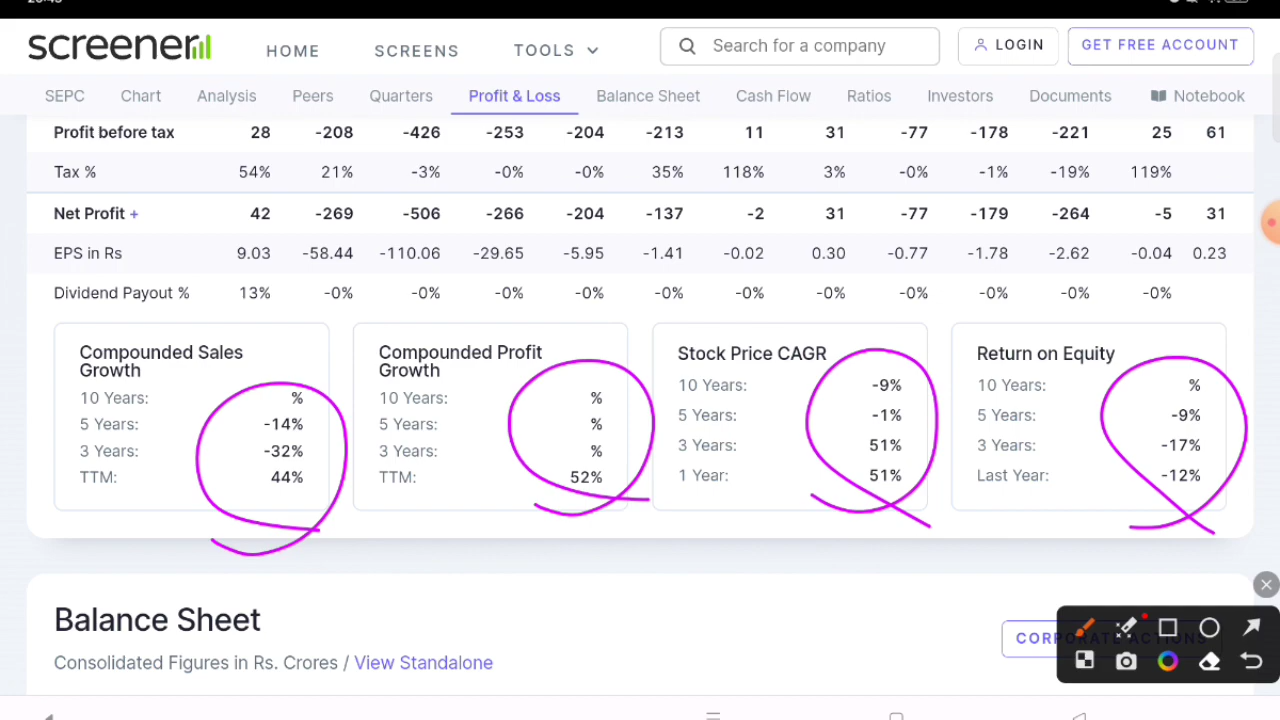 screener
HOME SCREENS TOOLS
Search for a company
LOGIN
GET FREE ACCOUNT
SEPC Chart Analysis Peers Quarters Profit & Loss Balance Sheet Cash Flow Ratios Investors Documents Notebook
Profit before tax 28 -208 -426 -253 -204 -213 11 31 -77 -178 -221 25 61
Tax % 54% 21% -3% -0% -0% 35% 118% 3% -0% -1% -19% 119%
Net Profit + 42 -269 -506 -266 -204 -137 -2 31 -77 -179 -264 -5 31
EPS in Rs 9.03 -58.44 -110.06 -29.65 -5.95 -1.41 -0.02 0.30 -0.77 -1.78 -2.62 -0.04 0.23
Dividend Payout % 13% -0% -0% -0% -0% -0% -0% -0% -0% -0% -0% -0%
Compounded Sales
Growth
10 Years: %
5 Years: -14%
3 Years: -32%
TTM: 44%
Compounded Profit
Growth
10 Years: %
5 Years: %
3 Years: %
TTM: 52%
Stock Price CAGR
10 Years: -9%
5 Years: -1%
3 Years: 51%
1 Year: 51%
Return on Equity
10 Years: %
5 Years: -9%
3 Years: -17%
Last Year: -12%
Balance Sheet
CORPORATE ACTIONS
Consolidated Figures in Rs. Crores / View Standalone